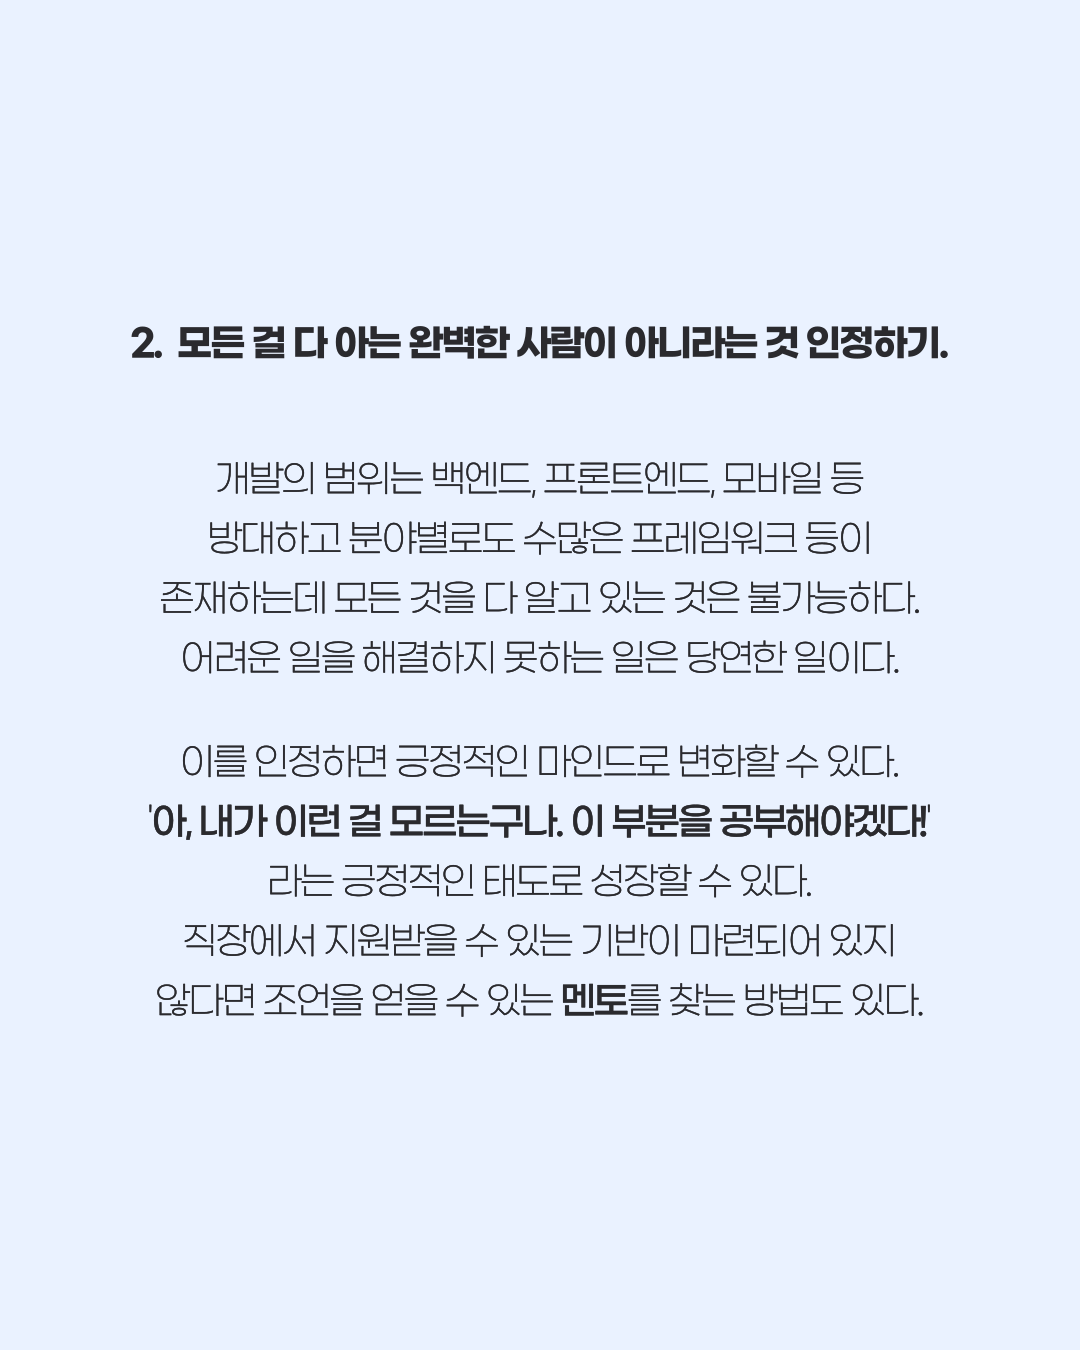 2. 모든 걸 다 아는 완벽한 사람이 아니라는 것 인정하기.
개발의 범위는 백엔드, 프론트엔드, 모바일 등
방대하고 분야별로도 수많은 프레임워크 등이
존재하는데 모든 것을 다 알고 있는 것은 불가능하다.
어려운 일을 해결하지 못하는 일은 당연한 일이다.
이를 인정하면 긍정적인 마인드로 변화할 수 있다.
'아, 내가 이런 걸 모르는구나. 이 부분을 공부해야겠다!'
라는 긍정적인 태도로 성장할 수 있다.
직장에서 지원받을 수 있는 기반이 마련되어 있지
않다면 조언을 얻을 수 있는 멘토를 찾는 방법도 있다.